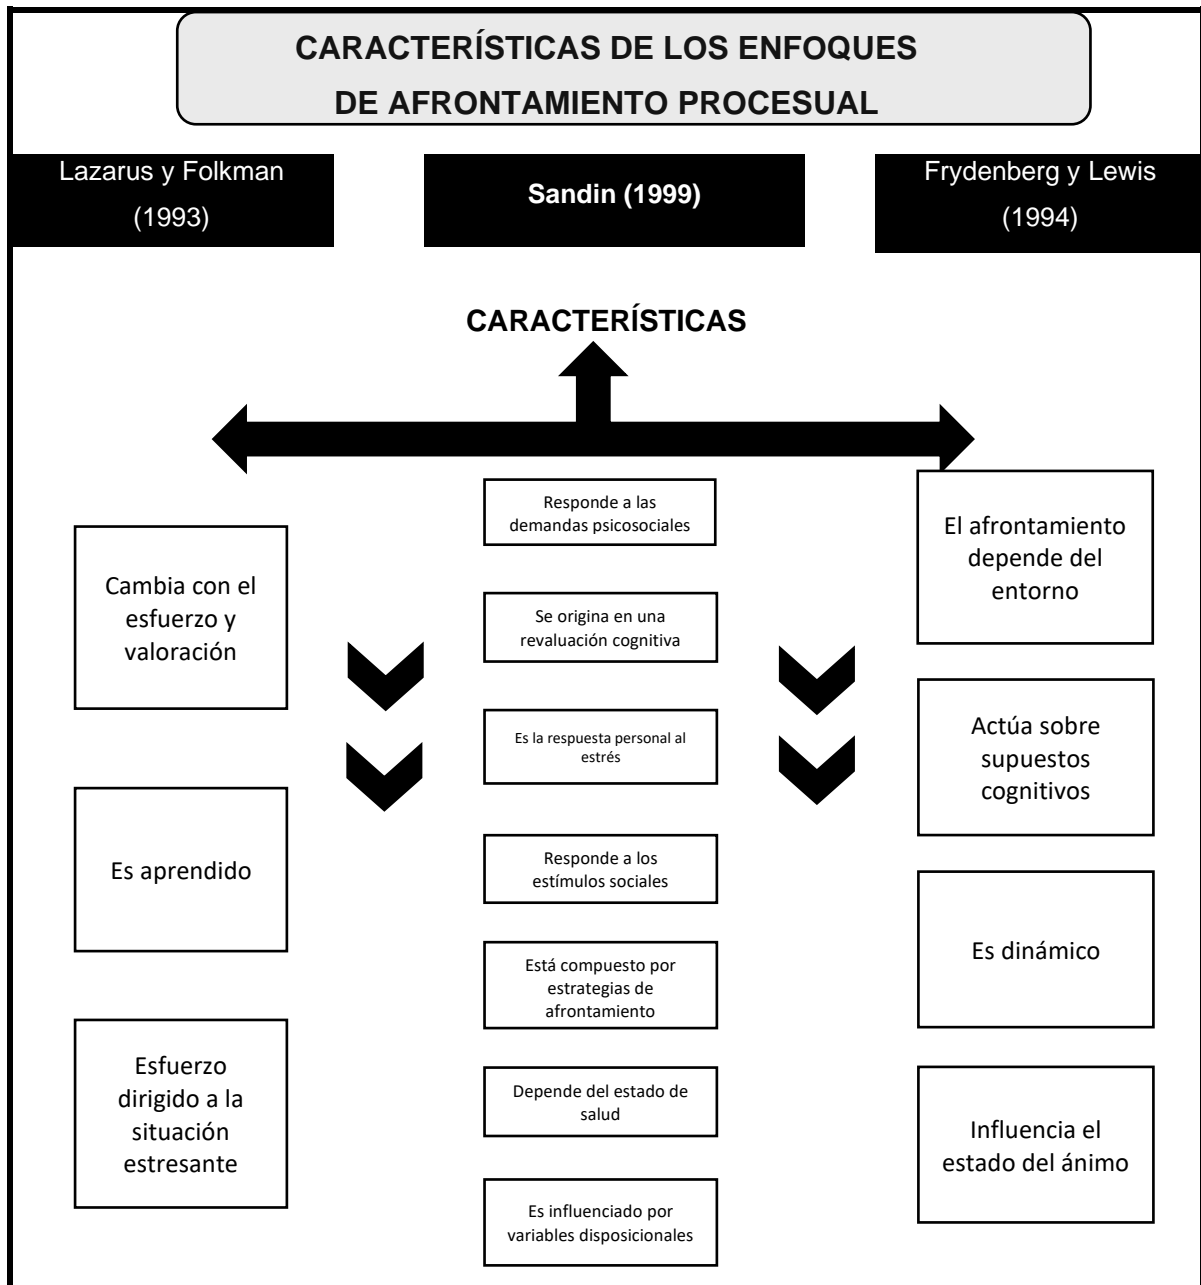 CARACTERÍSTICAS DE LOS ENFOQUES
DE AFRONTAMIENTO PROCESUAL
Lazarus y Folkman
(1993)
Sandin (1999)
Frydenberg y Lewis
(1994)
CARACTERÍSTICAS
Cambia con el
esfuerzo y
valoración
Es aprendido
Esfuerzo
dirigido a la
situación
estresante
Responde a las
demandas psicosociales
Se origina en una
revaluación cognitiva
Es la respuesta personal al
estrés
Responde a los
estímulos sociales
Está compuesto por
estrategias de
afrontamiento
Depende del estado de
salud
Es influenciado por
variables disposicionales
El afrontamiento
depende del
entorno
Actúa sobre
supuestos
cognitivos
Es dinámico
Influencia el
estado del ánimo